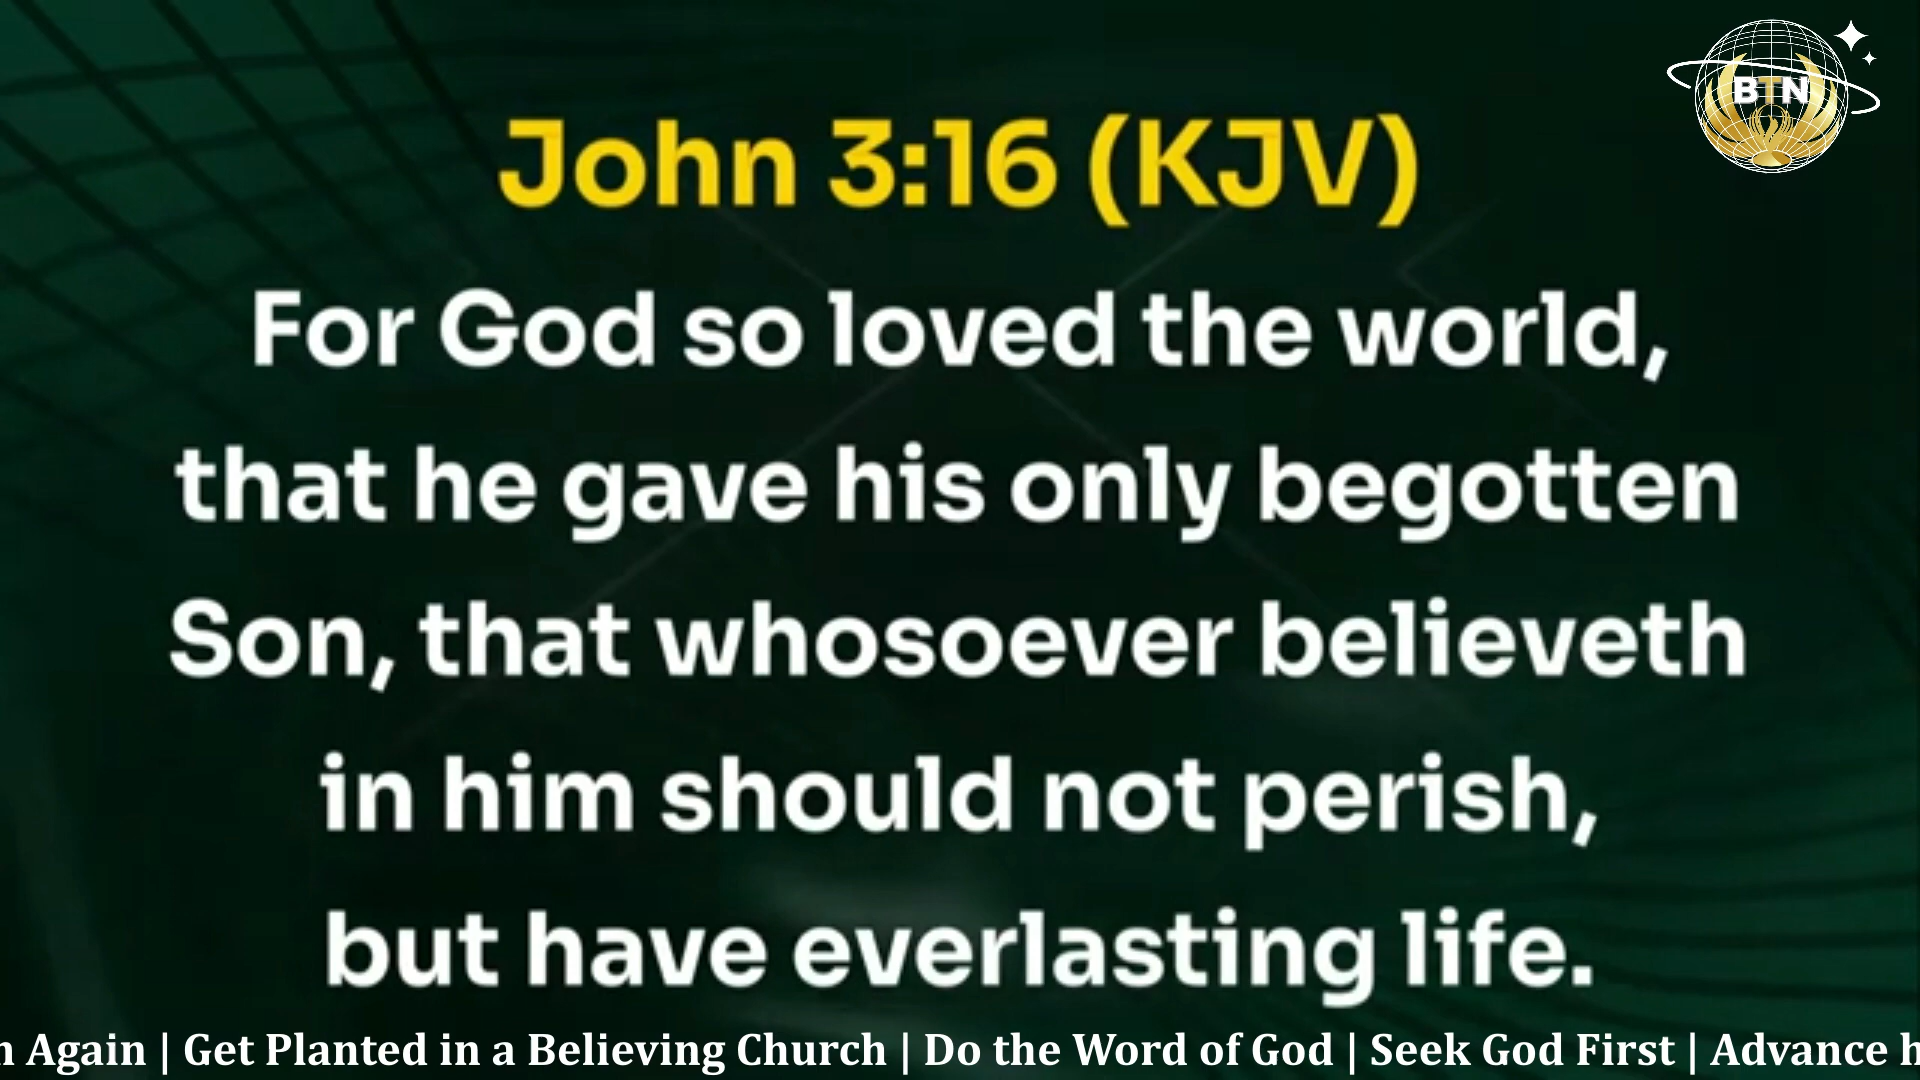 BTN
John 3:16 (KJV)
For God so loved the world,
that he gave his only begotten
Son, that whosoever believeth
in him should not perish,
but have everlasting life.
n Again | Get Planted in a Believing Church | Do the Word of God | Seek God First | Advance h